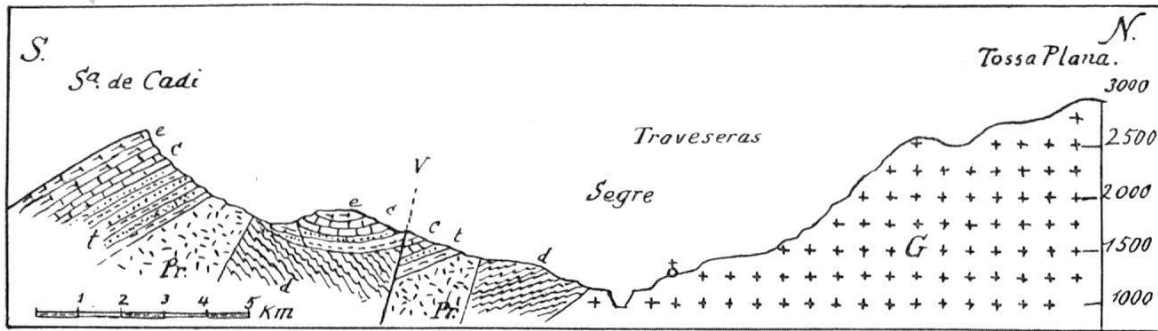 S.
N.
Sª. de Cadi
Tossa Plana.
3000
e
c
Traveseras
2500
V
Segre
2000
e
c
c
t
t
G
1500
d
Pr.
d
Pr.
1000
1 2 3 4 5 Km